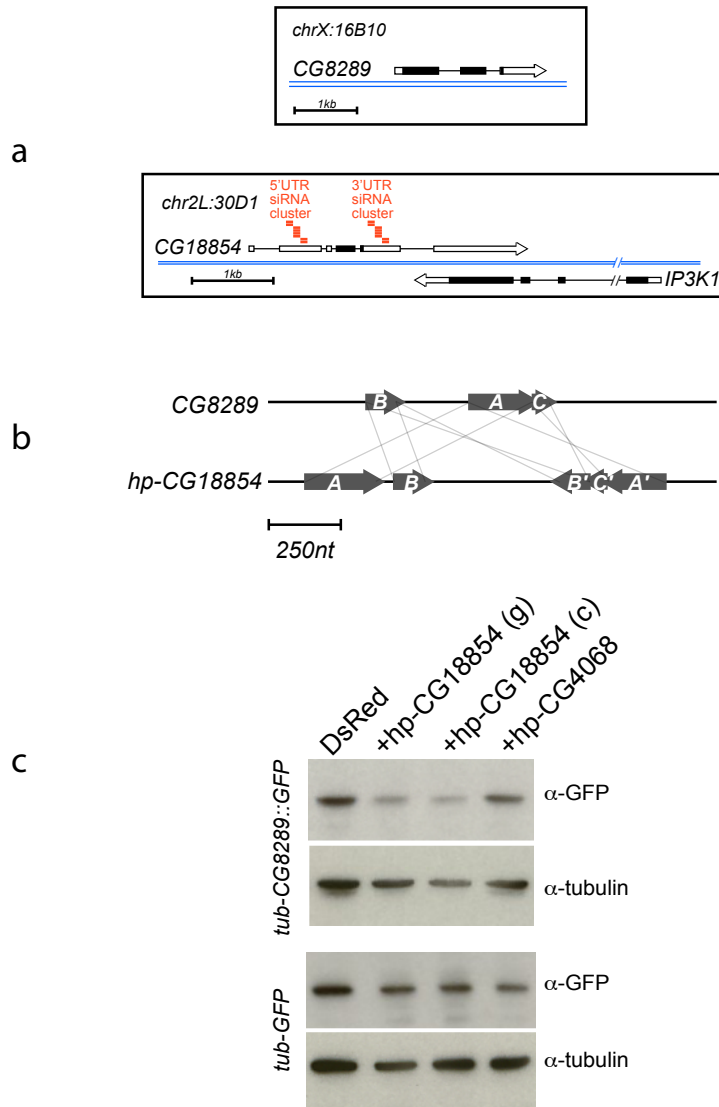 chrX:16B10
CG8289
1kb
a
5'UTR
siRNA
cluster
3'UTR
siRNA
cluster
chr2L:30D1
CG18854
1kb
IP3K1
b
CG8289
B
A
C
hp-CG18854
A
B
B'
C'
A'
250nt
c
DsRed
+hp-CG18854 (g)
+hp-CG18854 (c)
+hp-CG4068
tub-CG8289::GFP
α-GFP
α-tubulin
tub-GFP
α-GFP
α-tubulin